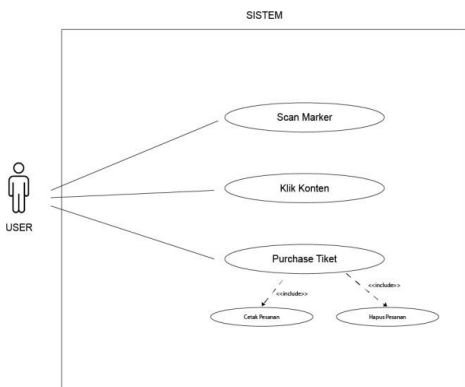 SISTEM
Scan Marker
Klik Konten
USER
Purchase Tiket
<<include>>
<<include>>
Cetak Pesanan
Hapus Pesanan